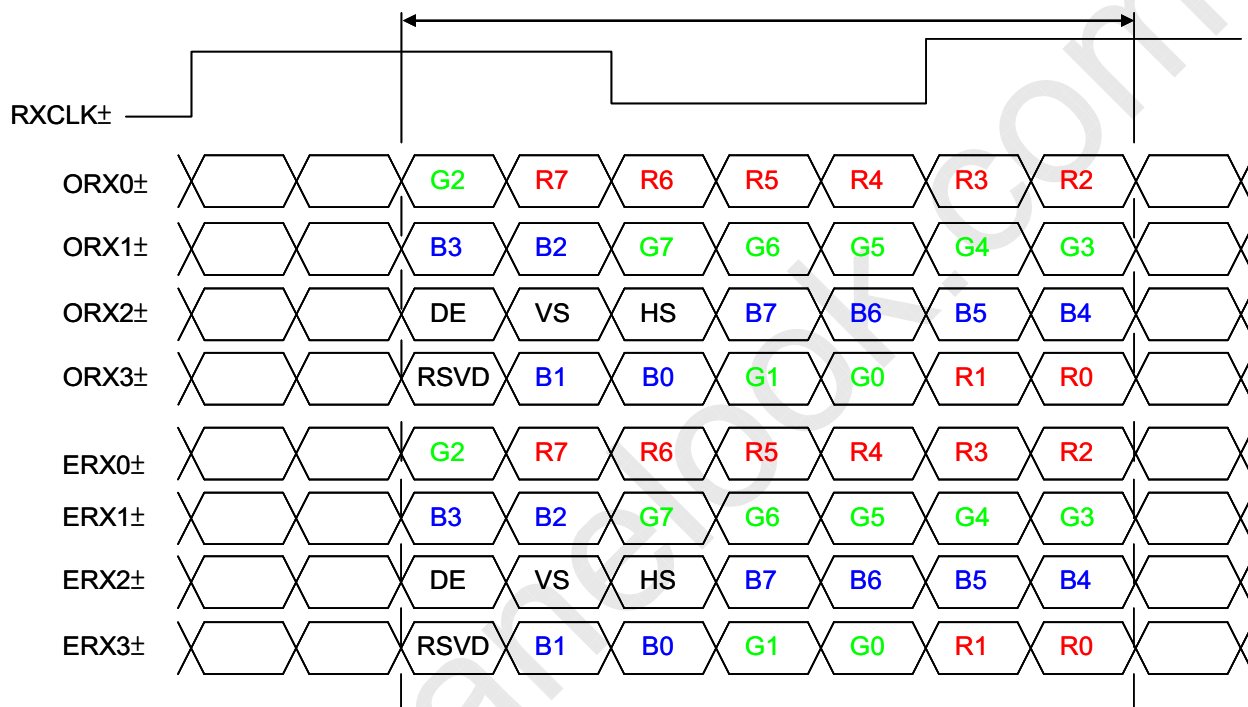 RXCLK±
ORX0± G2 R7 R6 R5 R4 R3 R2
ORX1± B3 B2 G7 G6 G5 G4 G3
ORX2± DE VS HS B7 B6 B5 B4
ORX3± RSVD B1 B0 G1 G0 R1 R0
ERX0± G2 R7 R6 R5 R4 R3 R2
ERX1± B3 B2 G7 G6 G5 G4 G3
ERX2± DE VS HS B7 B6 B5 B4
ERX3± RSVD B1 B0 G1 G0 R1 R0
anelook.com